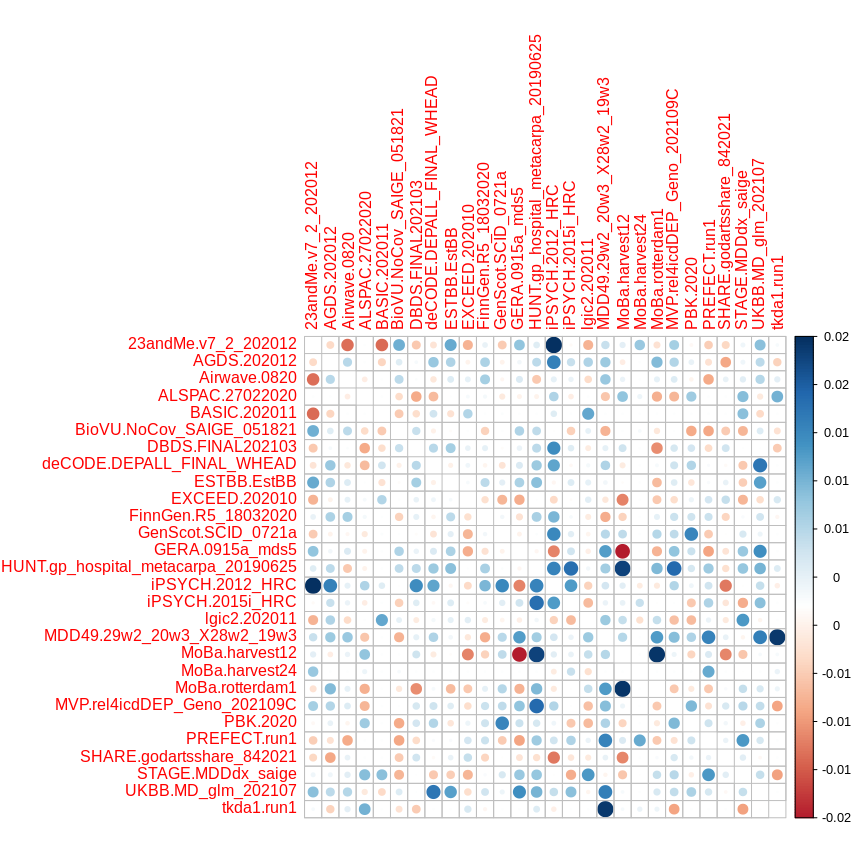 23andMe.v7_2_202012
AGDS.202012
Airwave.0820
ALSPAC.27022020
BASIC.202011
BioVU.NoCov_SAIGE_051821
DBDS.FINAL202103
deCODE.DEPALL_FINAL_WHEAD
ESTBB.EstBB
EXCEED.202010
FinnGen.R5_18032020
GenScot.SCID_0721a
GERA.0915a_mds5
HUNT.gp_hospital_metacarpa_20190625
iPSYCH.2012_HRC
iPSYCH.2015i_HRC
lgic2.202011
MDD49.29w2_20w3_X28w2_19w3
MoBa.harvest12
MoBa.harvest24
MoBa.rotterdam1
MVP.rel4icdDEP_Geno_202109C
PBK.2020
PREFECT.run1
SHARE.godartsshare_842021
STAGE.MDDdx_saige
UKBB.MD_glm_202107
tkda1.run1
23andMe.v7_2_202012
AGDS.202012
Airwave.0820
ALSPAC.27022020
BASIC.202011
BioVU.NoCov_SAIGE_051821
DBDS.FINAL202103
deCODE.DEPALL_FINAL_WHEAD
ESTBB.EstBB
EXCEED.202010
FinnGen.R5_18032020
GenScot.SCID_0721a
GERA.0915a_mds5
HUNT.gp_hospital_metacarpa_20190625
iPSYCH.2012_HRC
iPSYCH.2015i_HRC
lgic2.202011
MDD49.29w2_20w3_X28w2_19w3
MoBa.harvest12
MoBa.harvest24
MoBa.rotterdam1
MVP.rel4icdDEP_Geno_202109C
PBK.2020
PREFECT.run1
SHARE.godartsshare_842021
STAGE.MDDdx_saige
UKBB.MD_glm_202107
tkda1.run1
0.02
0.02
0.01
0.01
0.01
0
0
-0.01
-0.01
-0.01
-0.02